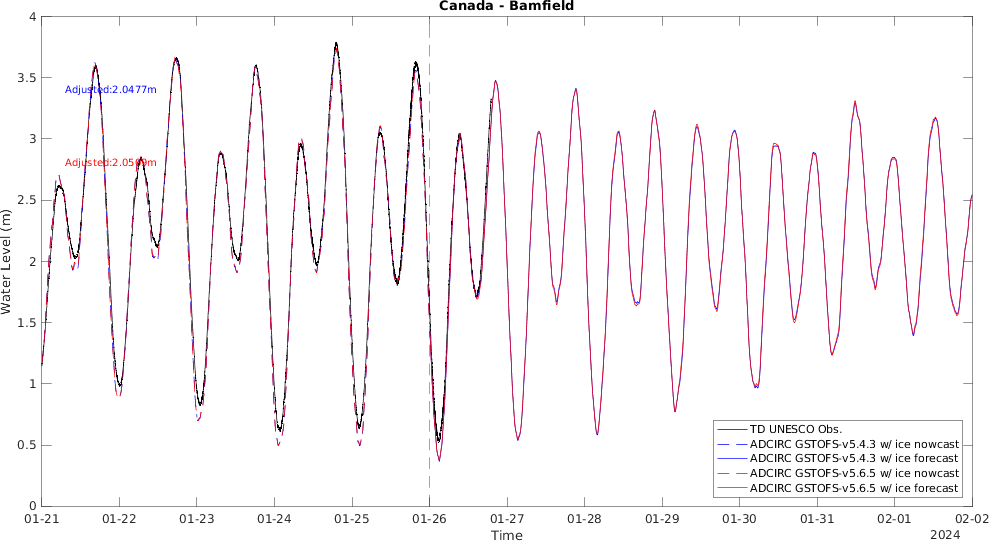 Canada - Bamfield
Water Level (m)
4
3.5
3
2.5
2
1.5
1
0.5
0
Adjusted:2.0477m
01-21
01-22
01-23
01-24
01-25
01-26
01-27
01-28
01-29
01-30
01-31
02-01
02-02
Time
2024
TD UNESCO Obs.
ADCIRC GSTOFS-v5.4.3 w/ ice nowcast
ADCIRC GSTOFS-v5.4.3 w/ ice forecast
ADCIRC GSTOFS-v5.6.5 w/ ice nowcast
ADCIRC GSTOFS-v5.6.5 w/ ice forecast